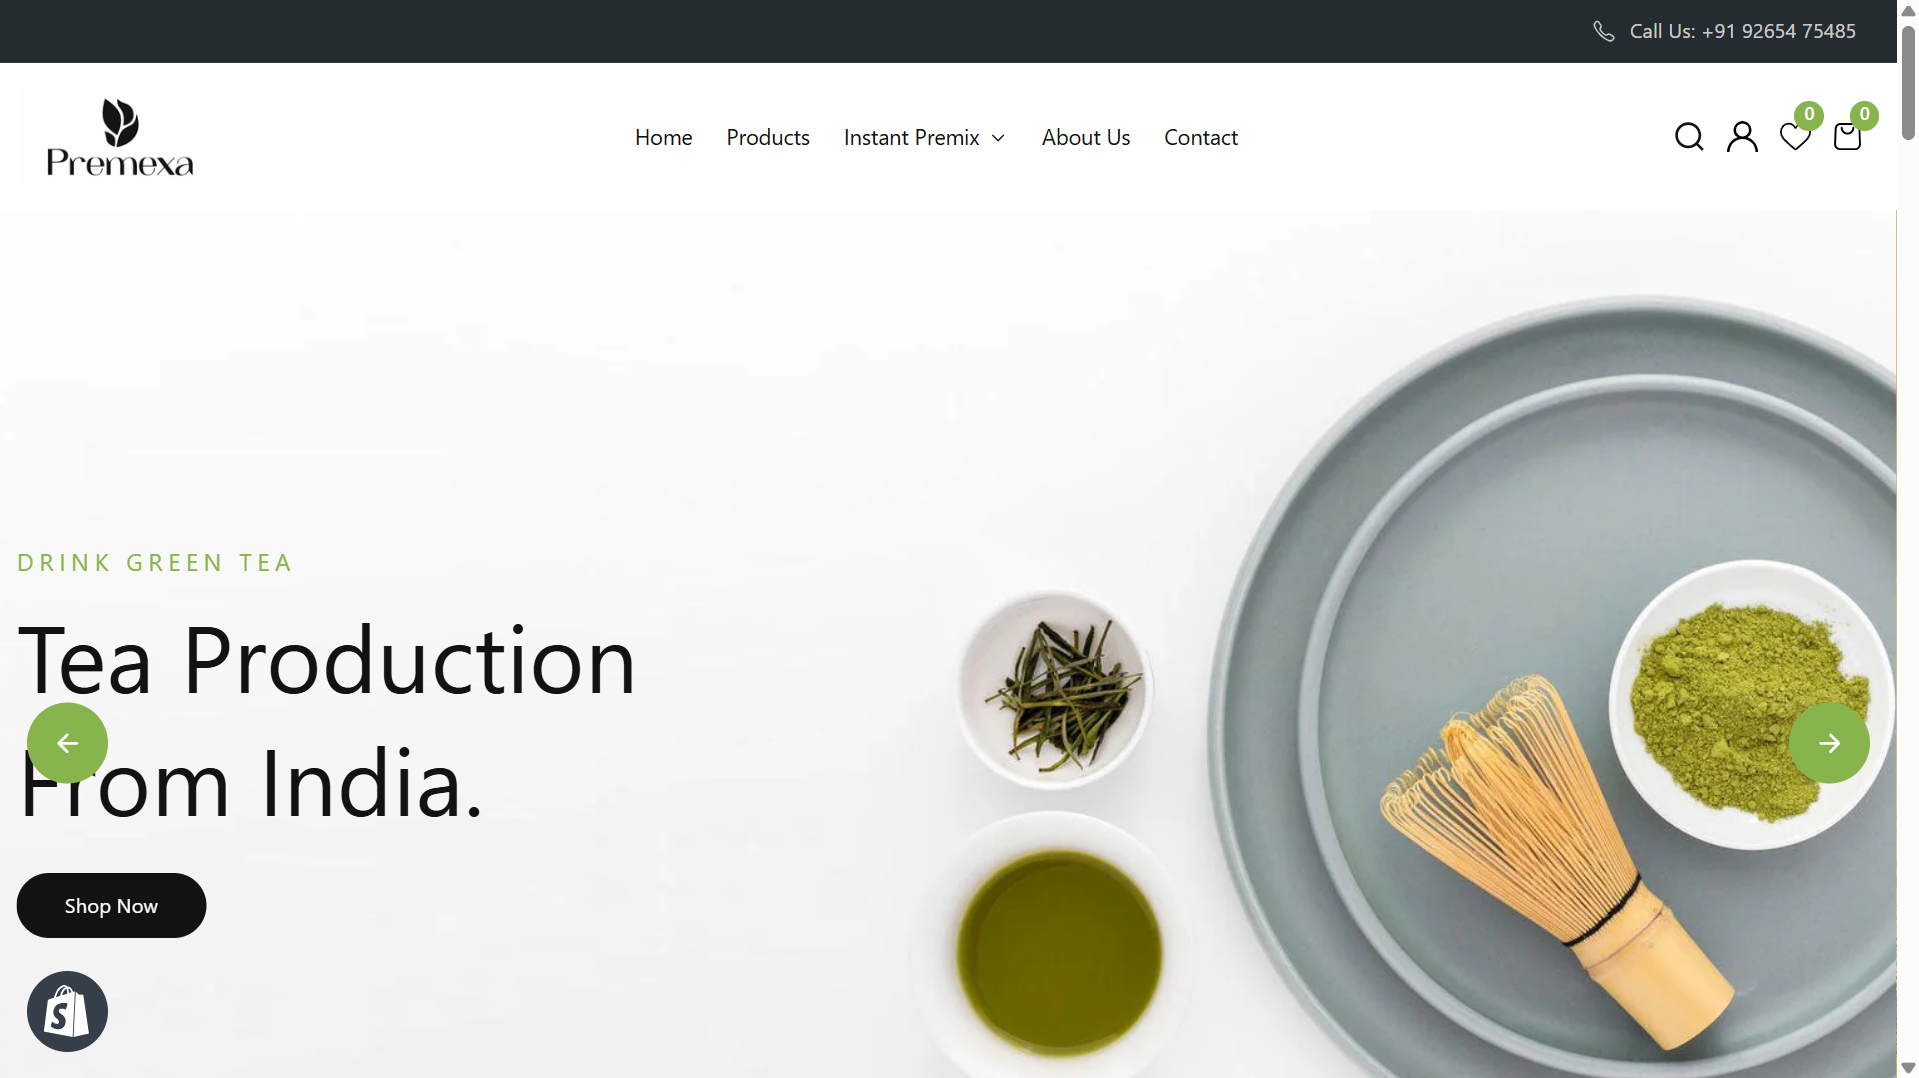 Call Us: +91 92654 75485
Premexa
Home Products Instant Premix About Us Contact
0 0
DRINK GREEN TEA
Tea Production
From India.
Shop Now
S